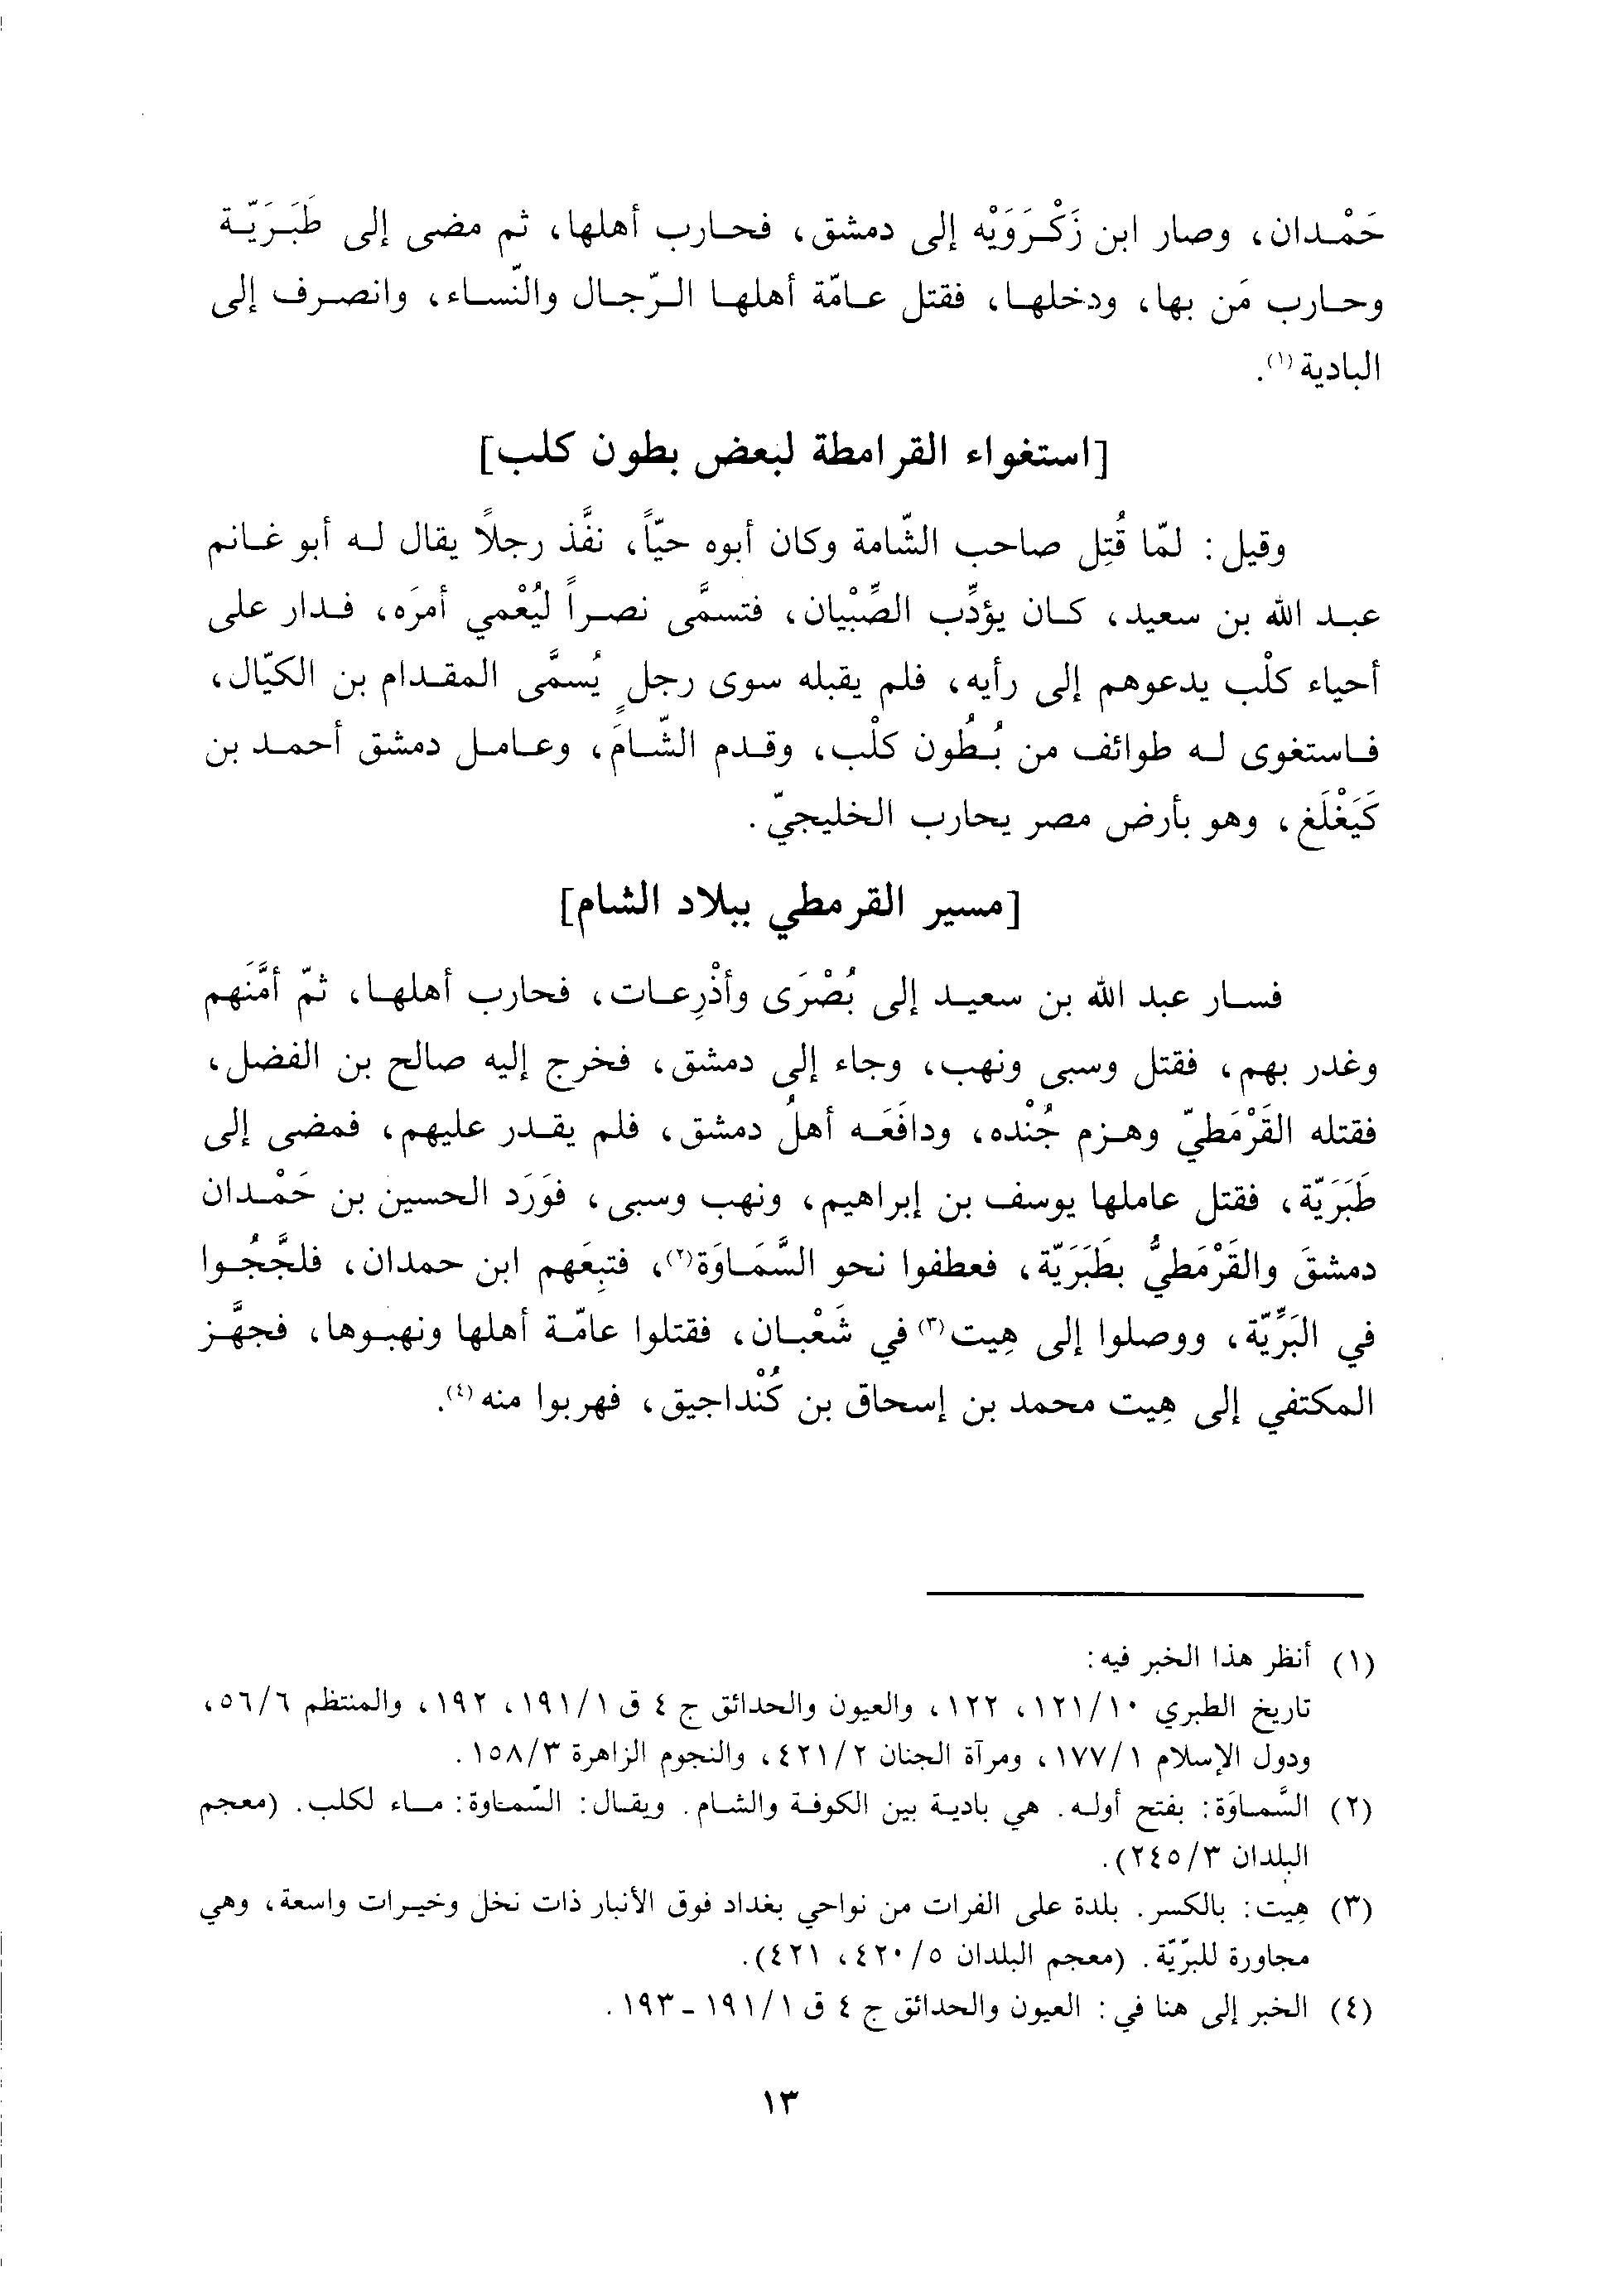 حَمْدان، وصار ابن زَكْرَوَيْه إلى دمشق، فحارب أهلها، ثم مضى إلى طَبَرَيّة
وحارب مَن بها، ودخلها، فقتل عامّة أهلها الرّجال والنّساء، وانصرف إلى
البادية(١).
[استغواء القرامطة لبعض بطون كلب]
وقيل: لمّا قُتِل صاحب الشّامة وكان أبوه حيّاً، نفَّذ رجلاً يقال له أبو غانم
عبد الله بن سعيد، كان يؤدِّب الصِّبْيان، فتسمَّى نصراً ليُعْمي أمرَه، فدار على
أحياء كلْب يدعوهم إلى رأيه، فلم يقبله سوى رجلٍ يُسمَّى المقدام بن الكيّال،
فاستغوى له طوائف من بُطُون كلْب، وقدم الشّامَ، وعامل دمشق أحمد بن
كَيَغْلَغ، وهو بأرض مصر يحارب الخليجيّ.
[مسير القرمطي ببلاد الشام]
فسار عبد الله بن سعيد إلى بُصْرَى وأذْرِعات، فحارب أهلها، ثمّ أمَّنَهم
وغدر بهم، فقتل وسبى ونهب، وجاء إلى دمشق، فخرج إليه صالح بن الفضل،
فقتله القَرْمَطيّ وهزم جُنْده، ودافَعَه أهلُ دمشق، فلم يقدر عليهم، فمضى إلى
طَبَرَيّة، فقتل عاملها يوسف بن إبراهيم، ونهب وسبى، فوَرَد الحسين بن حَمْدان
دمشقَ والقَرْمَطيُّ بطَبَرَيّة، فعطفوا نحو السَّمَاوَة(٢)، فتبِعَهم ابن حمدان، فلجَّجُوا
في البَرِّيّة، ووصلوا إلى هِيت(٣) في شَعْبان، فقتلوا عامّة أهلها ونهبوها، فجهَّز
المكتفي إلى هِيت محمد بن إسحاق بن كُنْداجيق، فهربوا منه(٤).
(١) أنظر هذا الخبر فيه:
تاريخ الطبري ١٠/١٢١، ١٢٢، والعيون والحدائق ج ٤ ق ١/١٩١، ١٩٢، والمنتظم ٦/٥٦،
ودول الإسلام ١/١٧٧، ومرآة الجنان ٢/٤٢١، والنجوم الزاهرة ٣/١٥٨.
(٢) السَّماوَة: بفتح أوله. هي بادية بين الكوفة والشام. ويقال: السّماوة: ماء لكلب. (معجم
البلدان ٣/٢٤٥).
(٣) هِيت: بالكسر. بلدة على الفرات من نواحي بغداد فوق الأنبار ذات نخل وخيرات واسعة، وهي
مجاورة للبرّيّة. (معجم البلدان ٥/٤٢٠، ٤٢١).
(٤) الخبر إلى هنا في: العيون والحدائق ج ٤ ق ١/١٩١ - ١٩٣.
١٣